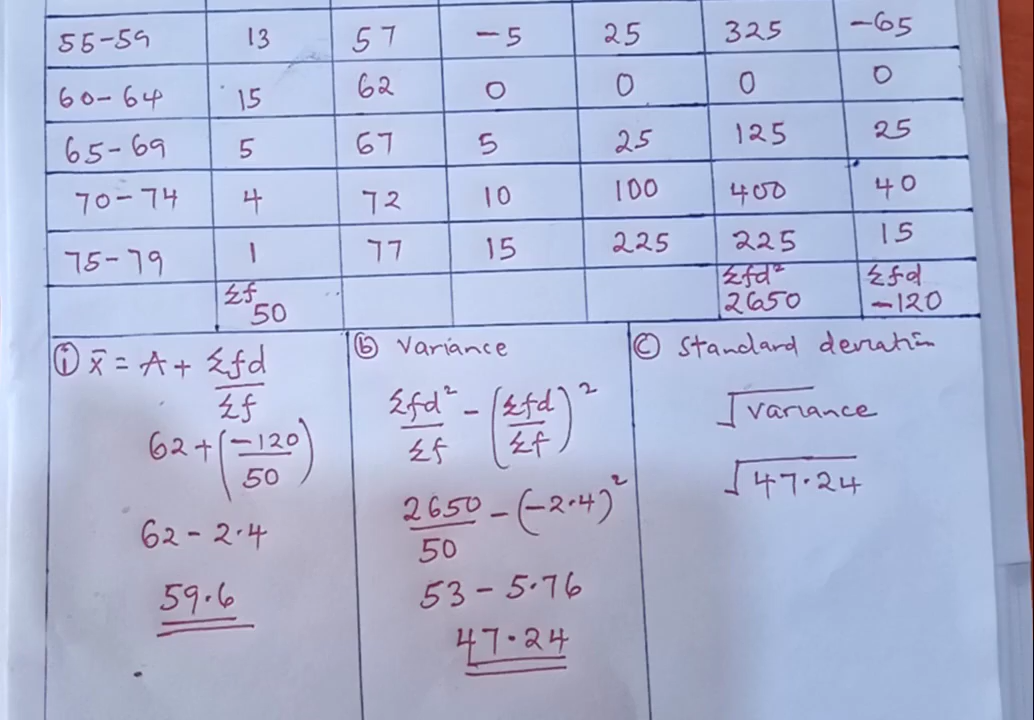 55-59 13 57 -5 25 325 -65
60-64 15 62 0 0 0 0
65-69 5 67 5 25 125 25
70-74 4 72 10 100 400 40
75-79 1 77 15 225 225 15
Σf Σfd² Σfd
50 2650 -120
(i) x̄ = A + Σfd/Σf
62 + (-120/50)
62 - 2.4
59.6
(b) Variance
Σfd²/Σf - (Σfd/Σf)²
2650/50 - (-2.4)²
53 - 5.76
47.24
(c) standard deviation
√variance
√47.24